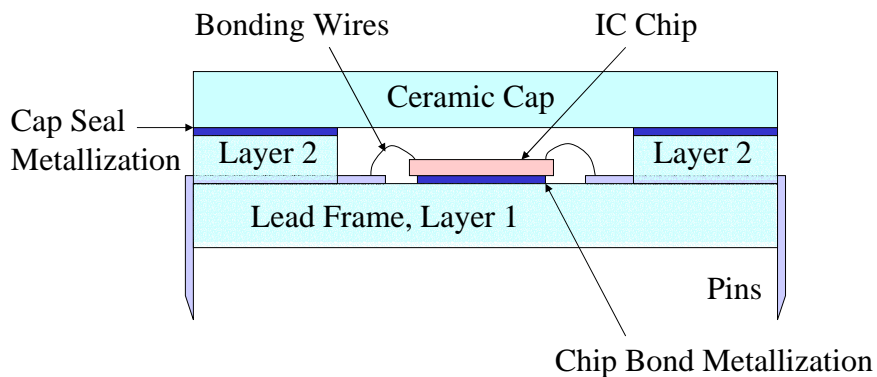 Bonding Wires
IC Chip
Ceramic Cap
Cap Seal
Metallization
Layer 2
Layer 2
Lead Frame, Layer 1
Pins
Chip Bond Metallization